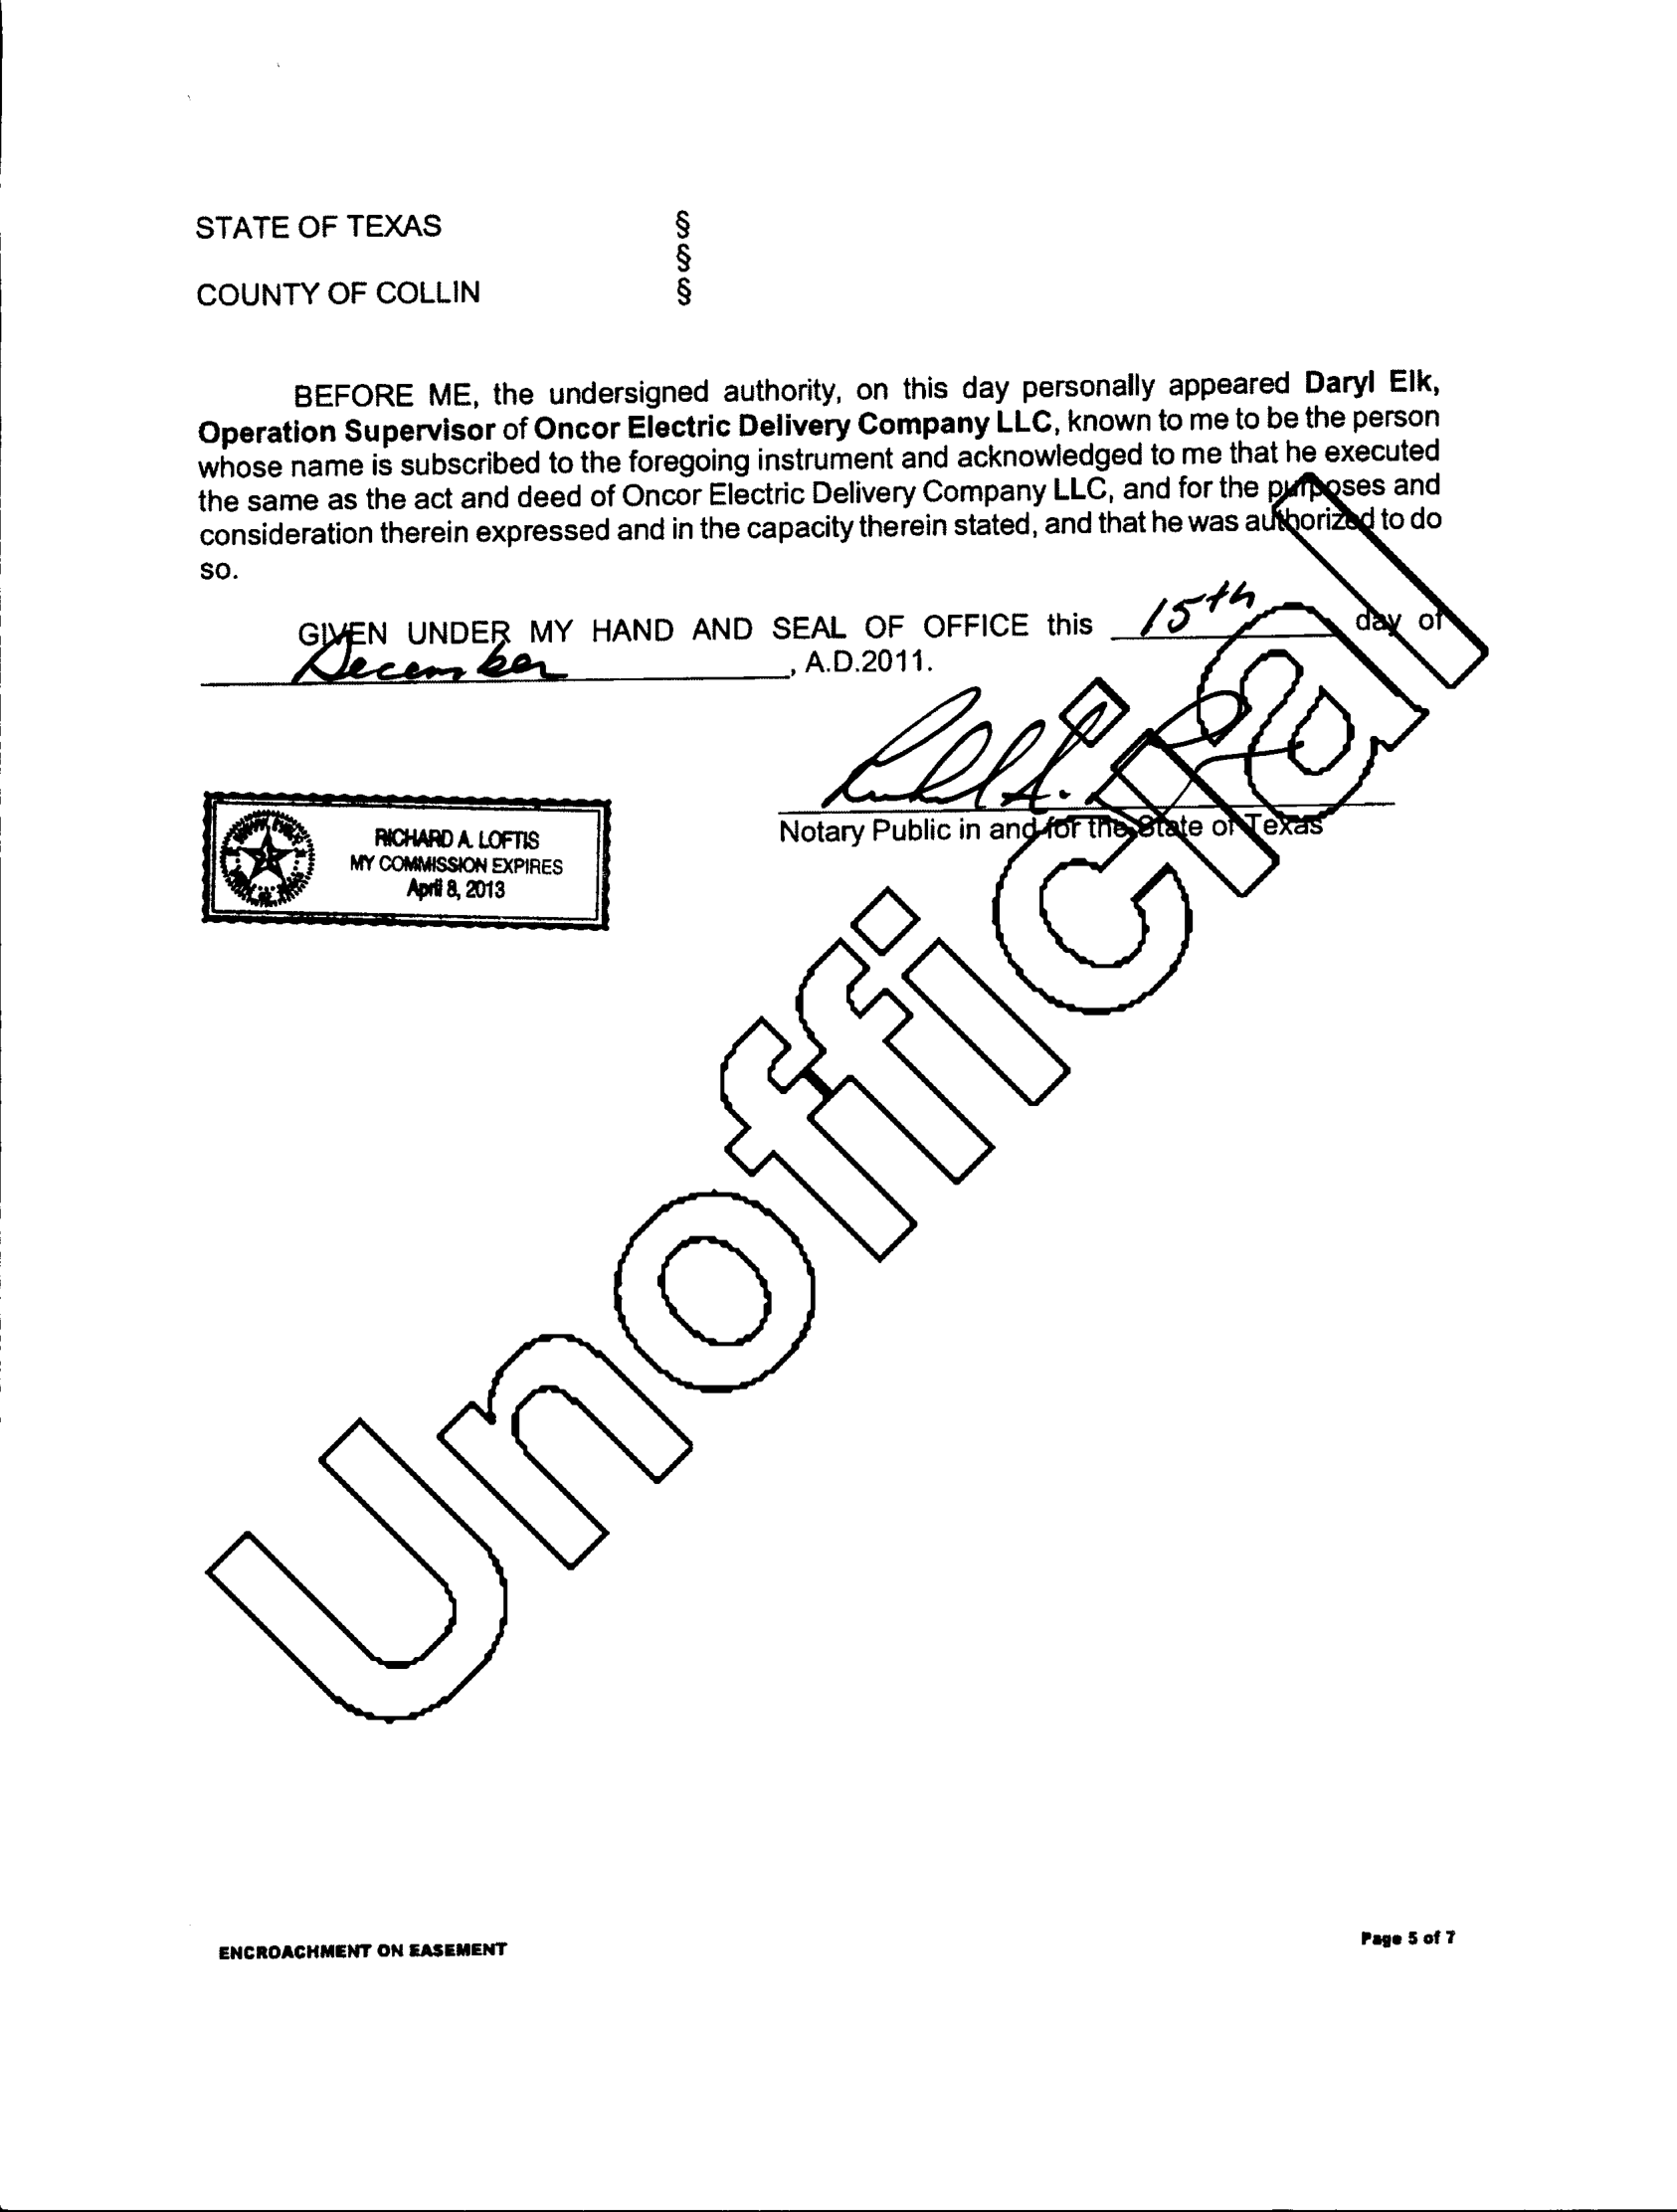 STATE OF TEXAS §
§
COUNTY OF COLLIN §
BEFORE ME, the undersigned authority, on this day personally appeared Daryl Elk,
Operation Supervisor of Oncor Electric Delivery Company LLC, known to me to be the person
whose name is subscribed to the foregoing instrument and acknowledged to me that he executed
the same as the act and deed of Oncor Electric Delivery Company LLC, and for the purposes and
consideration therein expressed and in the capacity therein stated, and that he was authorized to do
so.
GIVEN UNDER MY HAND AND SEAL OF OFFICE this 15th day of
December, A.D.2011.
Notary Public in and for the State of Texas
RICHARD A. LOFTIS
MY COMMISSION EXPIRES
April 8, 2013
Unofficial
ENCROACHMENT ON EASEMENT
Page 5 of 7